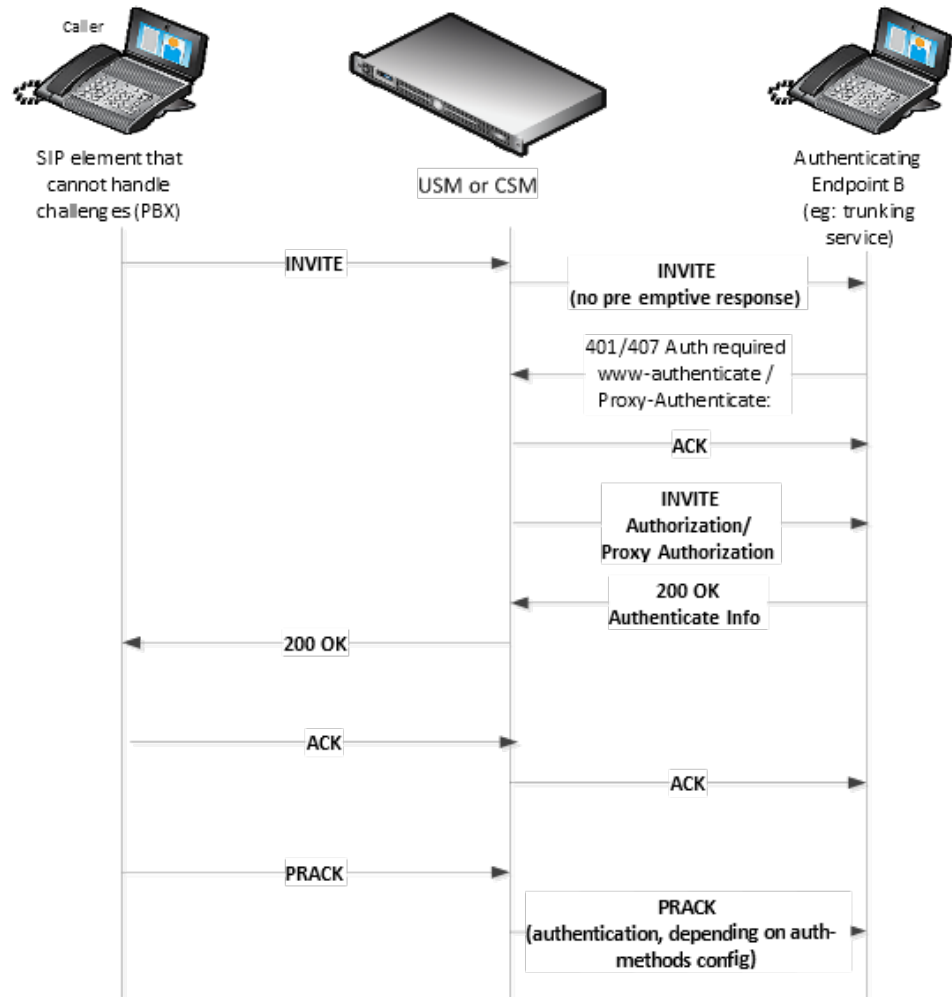 Caller
SIP element that
cannot handle
challenges (PBX)
USM or CSM
Authenticating
Endpoint B
(eg: trunking
service)
INVITE
INVITE
(no pre emptive response)
401/407 Auth required
www-authenticate /
Proxy-Authenticate:
ACK
INVITE
Authorization/
Proxy Authorization
200 OK
Authenticate Info
200 OK
ACK
ACK
PRACK
PRACK
(authentication, depending on auth-
methods config)